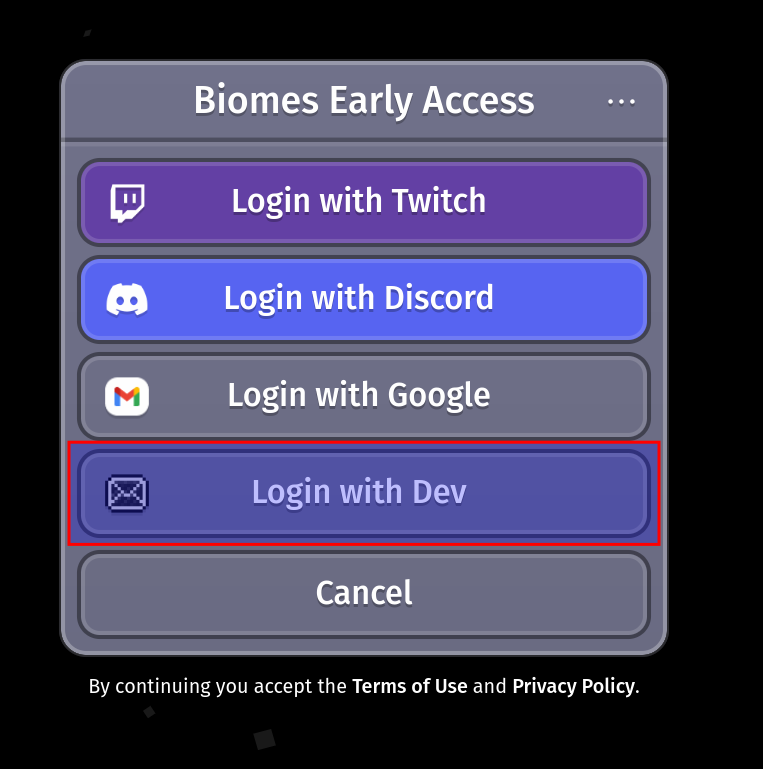 Biomes Early Access
...
Login with Twitch
Login with Discord
Login with Google
Login with Dev
Cancel
By continuing you accept the Terms of Use and Privacy Policy.